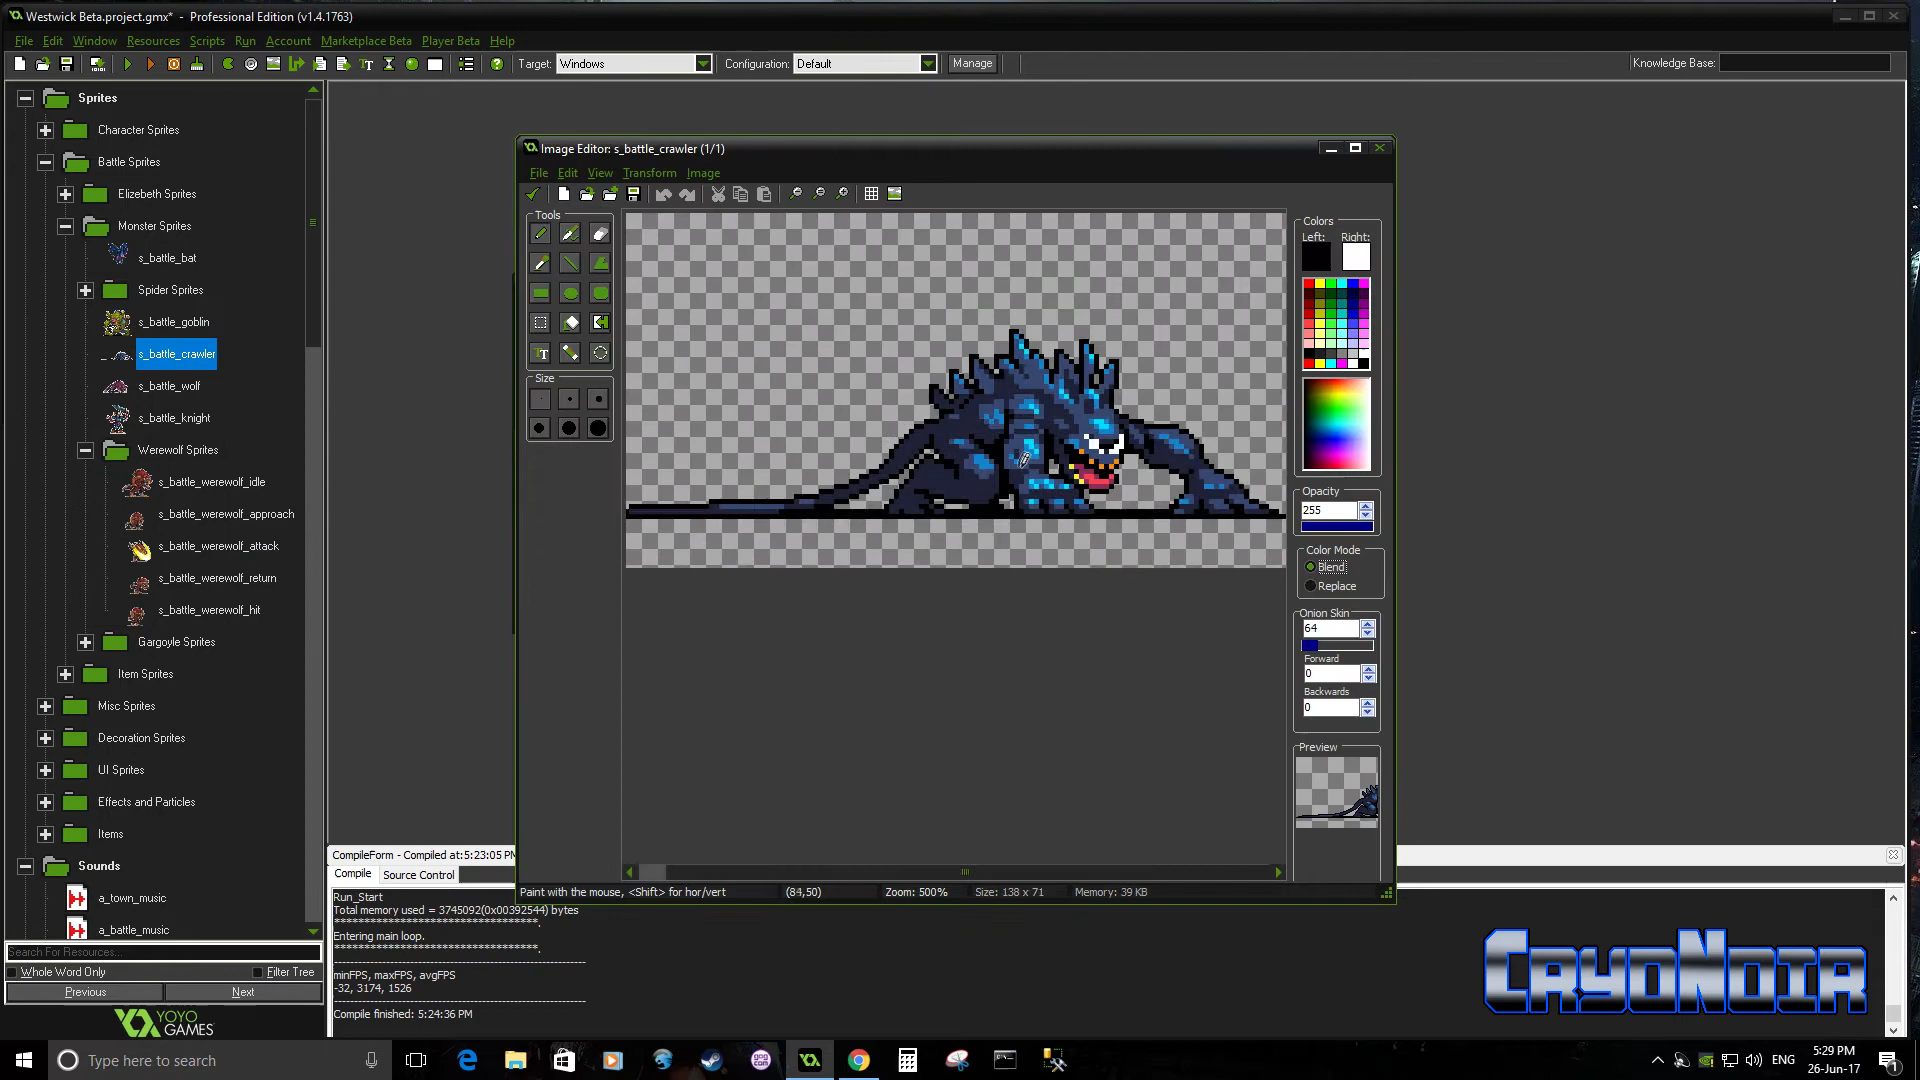 Westwick Beta.project.gmx* - Professional Edition (v1.4.1763)
File Edit Window Resources Scripts Run Account Marketplace Beta Player Beta Help
Target: Windows Configuration: Default Manage Knowledge Base:
Sprites
Character Sprites
Battle Sprites
Elizebeth Sprites
Monster Sprites
s_battle_bat
Spider Sprites
s_battle_goblin
s_battle_crawler
s_battle_wolf
s_battle_knight
Werewolf Sprites
s_battle_werewolf_idle
s_battle_werewolf_approach
s_battle_werewolf_attack
s_battle_werewolf_return
s_battle_werewolf_hit
Gargoyle Sprites
Item Sprites
Misc Sprites
Decoration Sprites
UI Sprites
Effects and Particles
Items
Sounds
a_town_music
a_battle_music
Search For Resources...
Whole Word Only Filter Tree
Previous Next
YOYO
GAMES
Image Editor: s_battle_crawler (1/1)
File Edit View Transform Image
Tools
Size
Colors
Left: Right:
Opacity
255
Color Mode
Blend
Replace
Onion Skin
64
Forward
0
Backwards
0
Preview
Paint with the mouse, <Shift> for hor/vert (84,50) Zoom: 500% Size: 138 x 71 Memory: 39 KB
CompileForm - Compiled at:5:23:05 PM
Compile Source Control
Run_Start
Total memory used = 3745092(0x00392544) bytes
Entering main loop.
minFPS, maxFPS, avgFPS
-32, 3174, 1526
Compile finished: 5:24:36 PM
CRYONOIR
Type here to search
ENG
5:29 PM
26-Jun-17
1